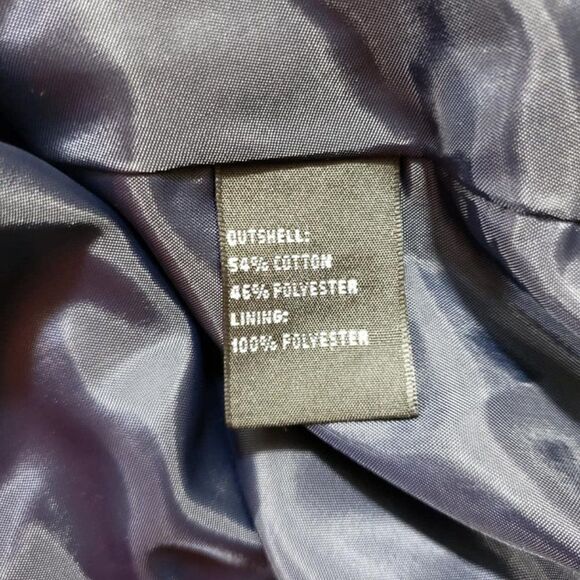 OUTSHELL:
54% COTTON
46% POLYESTER
LINING:
100% POLYESTER